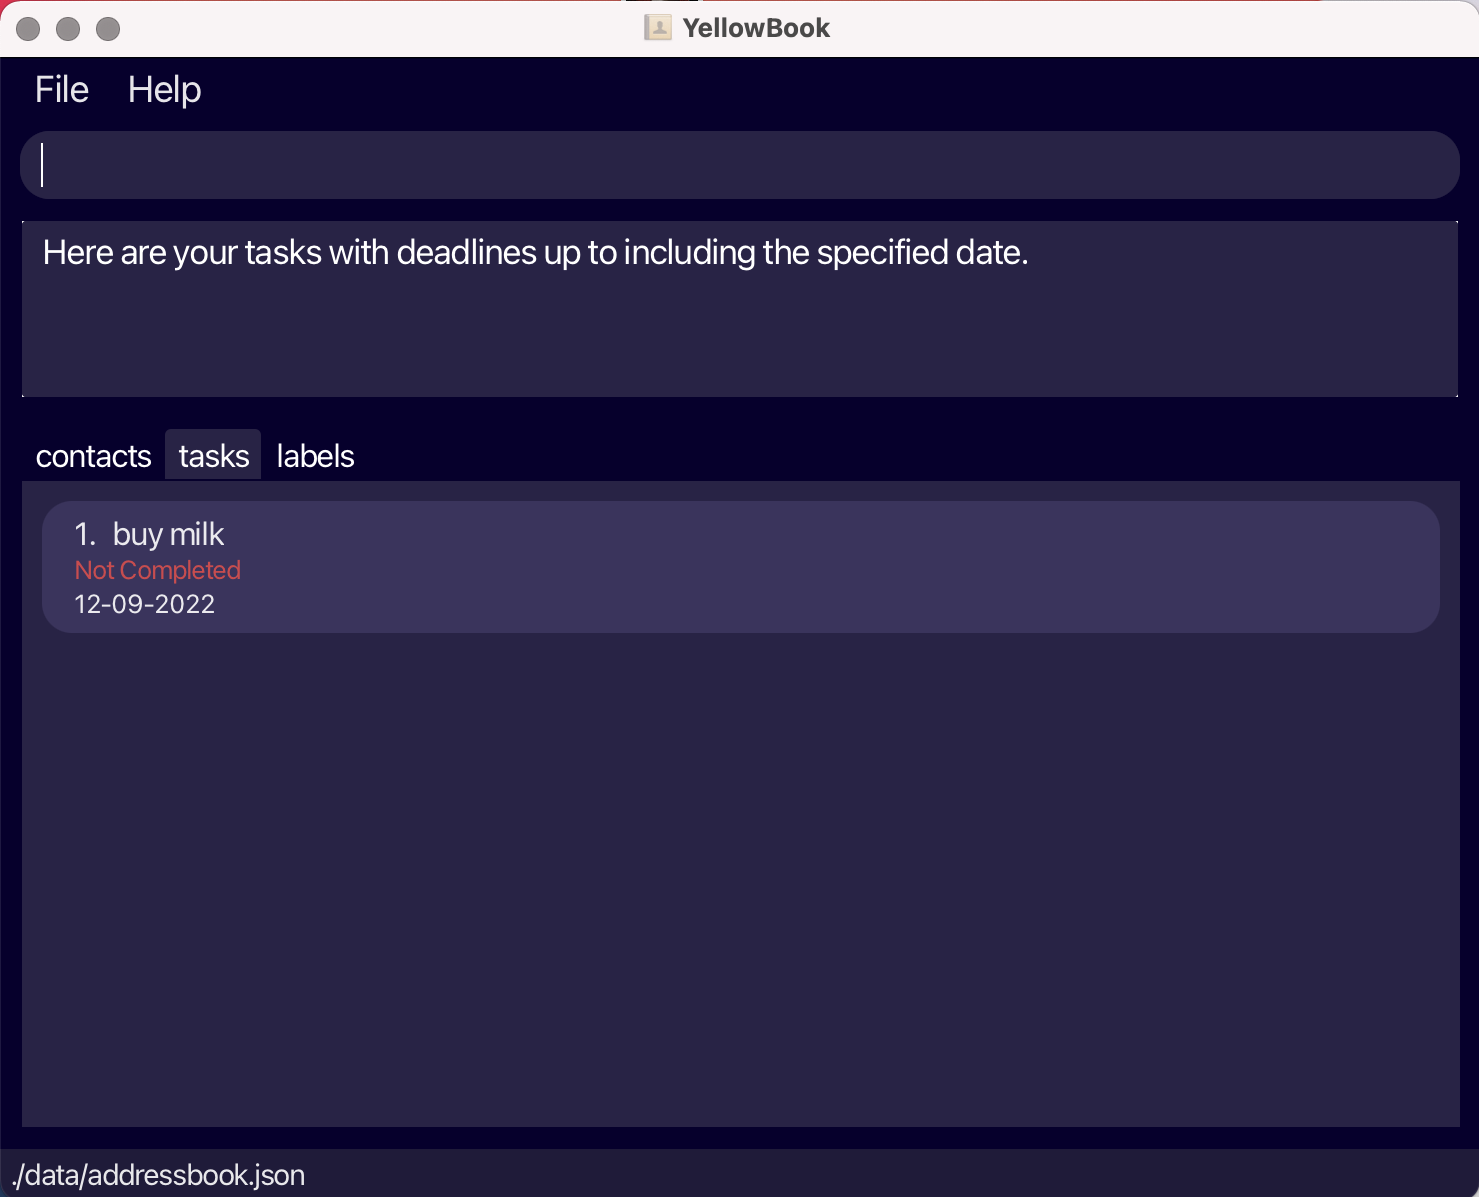 YellowBook
File Help
Here are your tasks with deadlines up to including the specified date.
contacts tasks labels
1. buy milk
Not Completed
12-09-2022
./data/addressbook.json